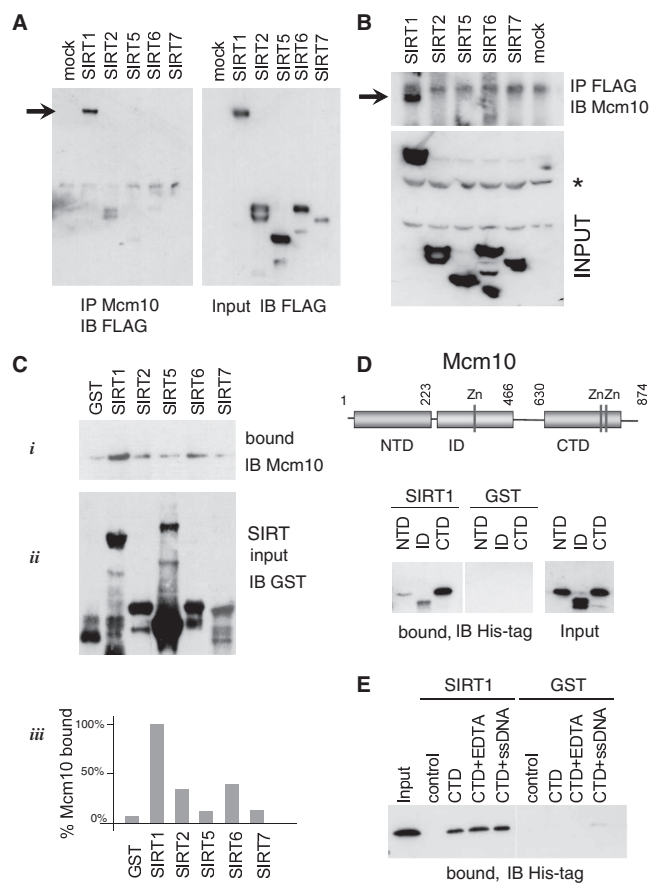 A
mock
SIRT1
SIRT2
SIRT5
SIRT6
SIRT7
mock
SIRT1
SIRT2
SIRT5
SIRT6
SIRT7
IP Mcm10
IB FLAG
Input IB FLAG
B
SIRT1
SIRT2
SIRT5
SIRT6
SIRT7
mock
IP FLAG
IB Mcm10
*
INPUT
C
GST
SIRT1
SIRT2
SIRT5
SIRT6
SIRT7
i
bound
IB Mcm10
ii
SIRT
input
IB GST
iii
% Mcm10 bound
100%
50%
0%
GST
SIRT1
SIRT2
SIRT5
SIRT6
SIRT7
D
Mcm10
1
223
Zn
466
630
ZnZn
874
NTD
ID
CTD
SIRT1
GST
NTD
ID
CTD
NTD
ID
CTD
NTD
ID
CTD
bound, IB His-tag
Input
E
SIRT1
GST
Input
control
CTD
CTD+EDTA
CTD+ssDNA
control
CTD
CTD+EDTA
CTD+ssDNA
bound, IB His-tag